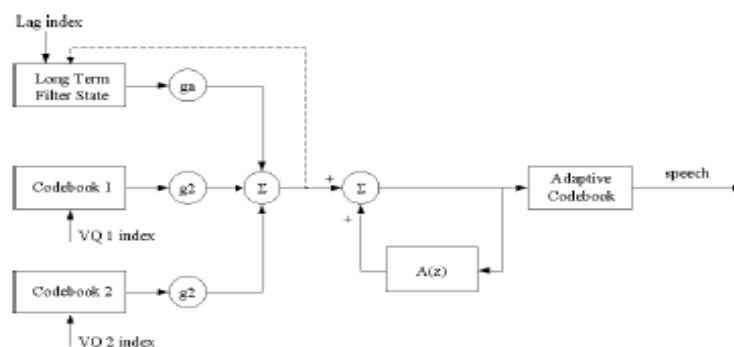 Lag index
Long Term
Filter State
ga
Codebook 1
g2
Σ
+
Σ
+
Adaptive
Codebook
speech
VQ 1 index
A(z)
Codebook 2
g2
VQ 2 index